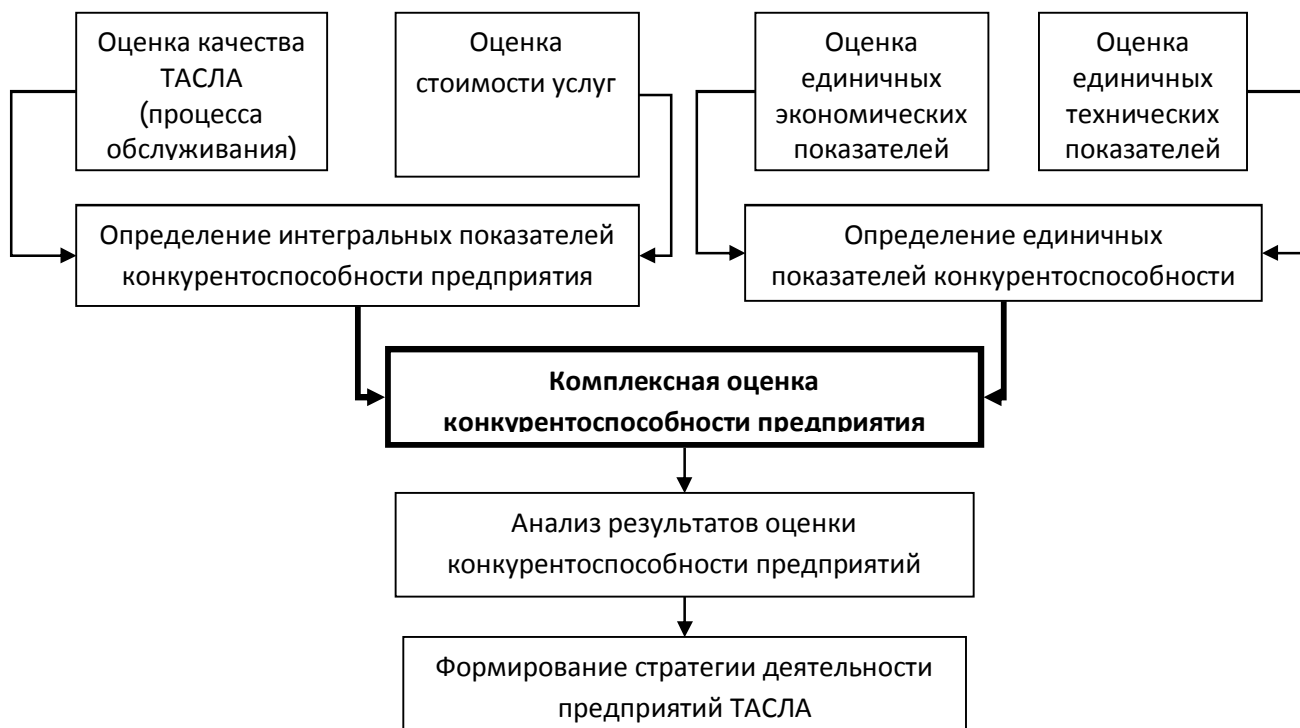 Оценка качества
ТАСЛА
(процесса
обслуживания)
Оценка
стоимости услуг
Оценка
единичных
экономических
показателей
Оценка
единичных
технических
показателей
Определение интегральных показателей
конкурентоспособности предприятия
Определение единичных
показателей конкурентоспособности
Комплексная оценка
конкурентоспособности предприятия
Анализ результатов оценки
конкурентоспособности предприятий
Формирование стратегии деятельности
предприятий ТАСЛА